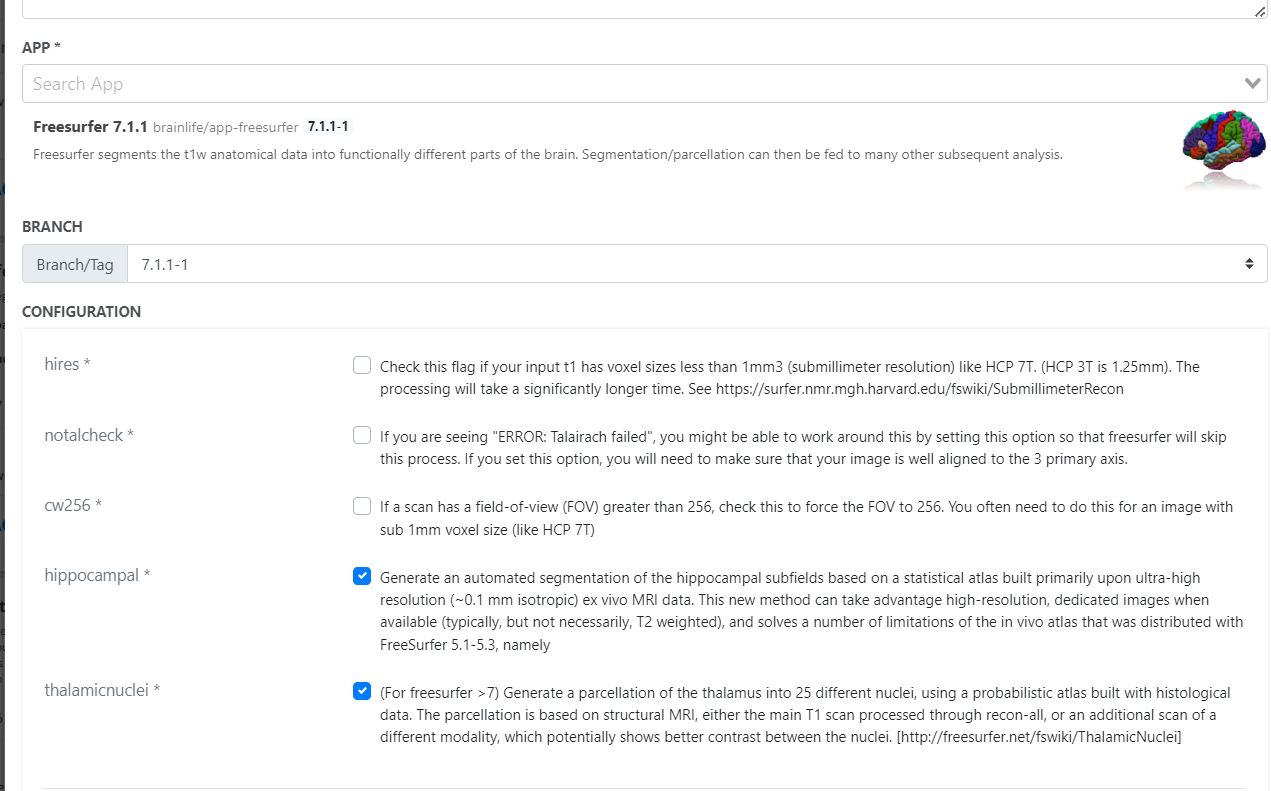 APP *
Search App
Freesurfer 7.1.1 brainlife/app-freesurfer 7.1.1-1
Freesurfer segments the t1w anatomical data into functionally different parts of the brain. Segmentation/parcellation can then be fed to many other subsequent analysis.
BRANCH
Branch/Tag 7.1.1-1
CONFIGURATION
hires * Check this flag if your input t1 has voxel sizes less than 1mm3 (submillimeter resolution) like HCP 7T. (HCP 3T is 1.25mm). The
processing will take a significantly longer time. See https://surfer.nmr.mgh.harvard.edu/fswiki/SubmillimeterRecon
notalcheck * If you are seeing "ERROR: Talairach failed", you might be able to work around this by setting this option so that freesurfer will skip
this process. If you set this option, you will need to make sure that your image is well aligned to the 3 primary axis.
cw256 * If a scan has a field-of-view (FOV) greater than 256, check this to force the FOV to 256. You often need to do this for an image with
sub 1mm voxel size (like HCP 7T)
hippocampal * Generate an automated segmentation of the hippocampal subfields based on a statistical atlas built primarily upon ultra-high
resolution (~0.1 mm isotropic) ex vivo MRI data. This new method can take advantage high-resolution, dedicated images when
available (typically, but not necessarily, T2 weighted), and solves a number of limitations of the in vivo atlas that was distributed with
FreeSurfer 5.1-5.3, namely
thalamicnuclei * (For freesurfer >7) Generate a parcellation of the thalamus into 25 different nuclei, using a probabilistic atlas built with histological
data. The parcellation is based on structural MRI, either the main T1 scan processed through recon-all, or an additional scan of a
different modality, which potentially shows better contrast between the nuclei. [http://freesurfer.net/fswiki/ThalamicNuclei]